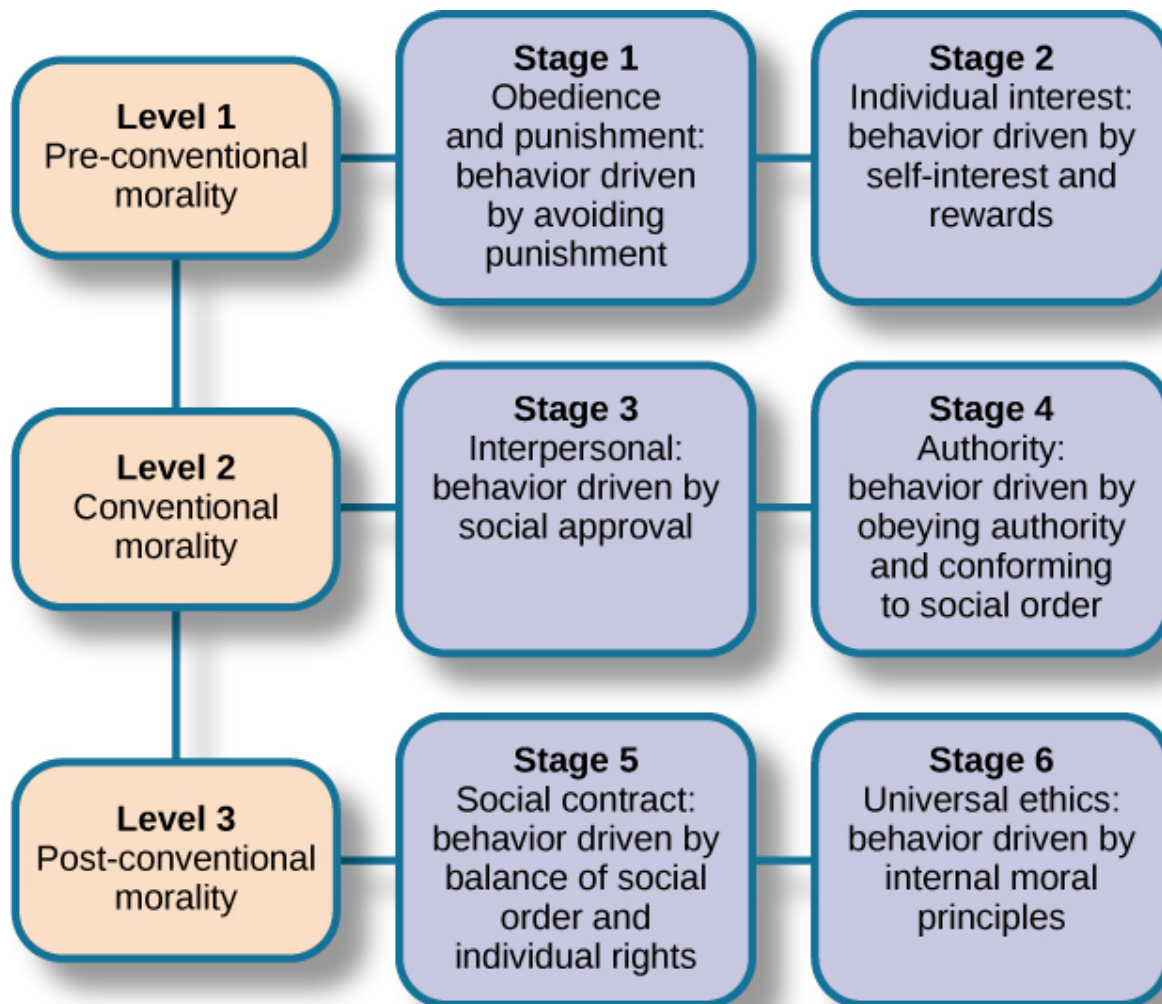 Level 1
Pre-conventional
morality
Stage 1
Obedience
and punishment:
behavior driven
by avoiding
punishment
Stage 2
Individual interest:
behavior driven by
self-interest and
rewards
Level 2
Conventional
morality
Stage 3
Interpersonal:
behavior driven by
social approval
Stage 4
Authority:
behavior driven by
obeying authority
and conforming
to social order
Level 3
Post-conventional
morality
Stage 5
Social contract:
behavior driven by
balance of social
order and
individual rights
Stage 6
Universal ethics:
behavior driven by
internal moral
principles